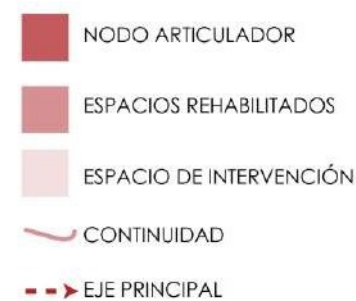 NODO ARTICULADOR
ESPACIOS REHABILITADOS
ESPACIO DE INTERVENCIÓN
CONTINUIDAD
EJE PRINCIPAL